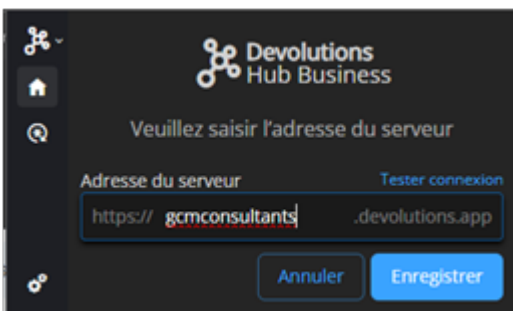 Devolutions
Hub Business
Veuillez saisir l'adresse du serveur
Adresse du serveur Tester connexion
https:// gcmconsultants .devolutions.app
Annuler Enregistrer